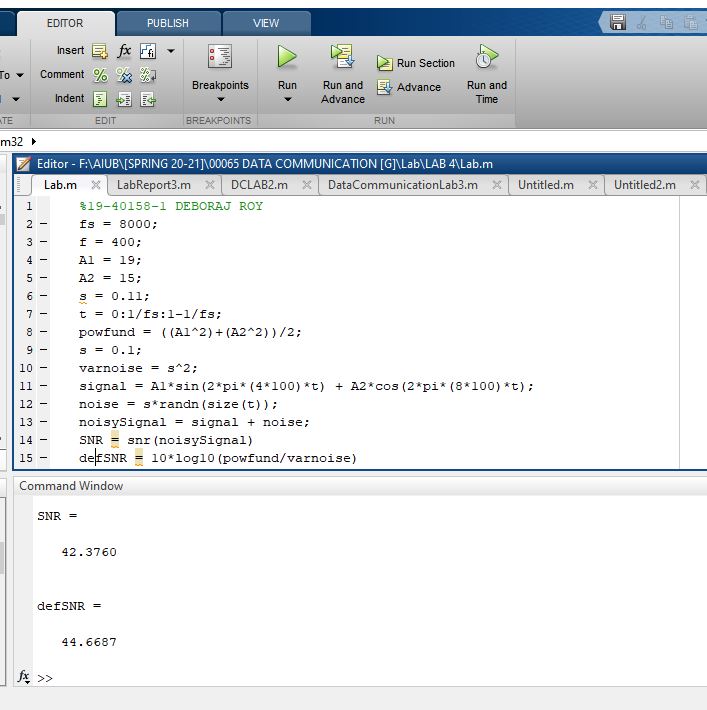 EDITOR PUBLISH VIEW
Insert fx
To Comment
Indent
Breakpoints
Run
Run and Advance
Run Section
Advance
Run and Time
ATE EDIT BREAKPOINTS RUN
m32
Editor - F:\AIUB\[SPRING 20-21]\00065 DATA COMMUNICATION [G]\Lab\LAB 4\Lab.m
Lab.m LabReport3.m DCLAB2.m DataCommunicationLab3.m Untitled.m Untitled2.m
1 %19-40158-1 DEBORAJ ROY
2 - fs = 8000;
3 - f = 400;
4 - A1 = 19;
5 - A2 = 15;
6 - s = 0.11;
7 - t = 0:1/fs:1-1/fs;
8 - powfund = ((A1^2)+(A2^2))/2;
9 - s = 0.1;
10 - varnoise = s^2;
11 - signal = A1*sin(2*pi*(4*100)*t) + A2*cos(2*pi*(8*100)*t);
12 - noise = s*randn(size(t));
13 - noisySignal = signal + noise;
14 - SNR = snr(noisySignal)
15 - defSNR = 10*log10(powfund/varnoise)
Command Window
SNR =
42.3760
defSNR =
44.6687
fx >>